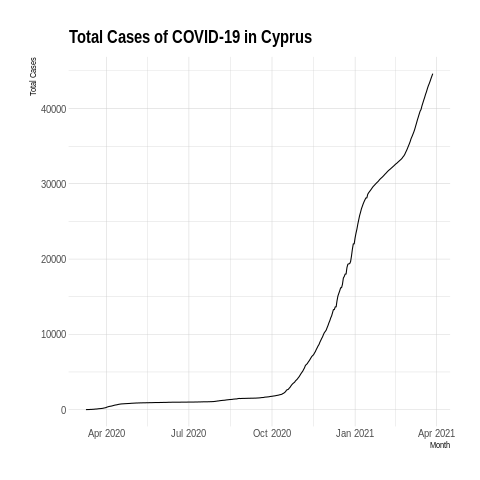 Total Cases of COVID-19 in Cyprus
Total Cases
40000
30000
20000
10000
0
Apr 2020 Jul 2020 Oct 2020 Jan 2021 Apr 2021
Month